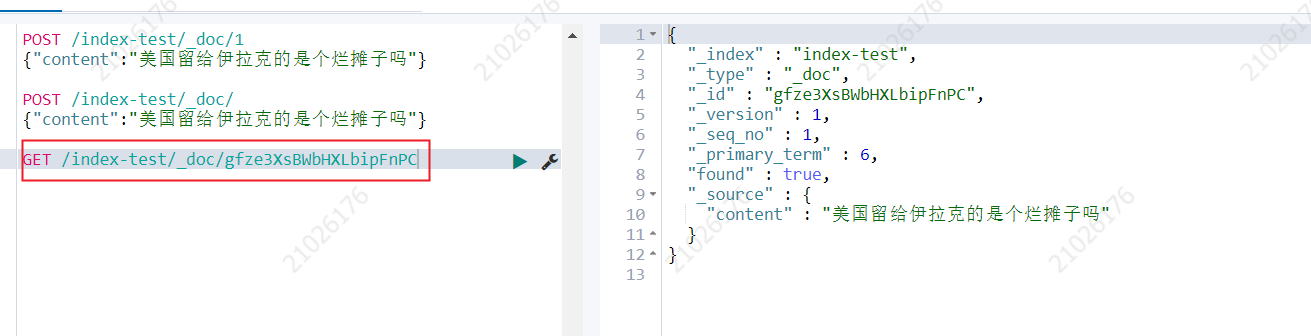 POST /index-test/_doc/1
{"content":"美国留给伊拉克的是个烂摊子吗"}
POST /index-test/_doc/
{"content":"美国留给伊拉克的是个烂摊子吗"}
GET /index-test/_doc/gfze3XsBWbHXLbipFnPC
1 {
2 "_index" : "index-test",
3 "_type" : "_doc",
4 "_id" : "gfze3XsBWbHXLbipFnPC",
5 "_version" : 1,
6 "_seq_no" : 1,
7 "_primary_term" : 6,
8 "found" : true,
9 "_source" : {
10 "content" : "美国留给伊拉克的是个烂摊子吗"
11 }
12 }
13
21026176
21026176
21026176
21026176
21026176
21026176
21026176